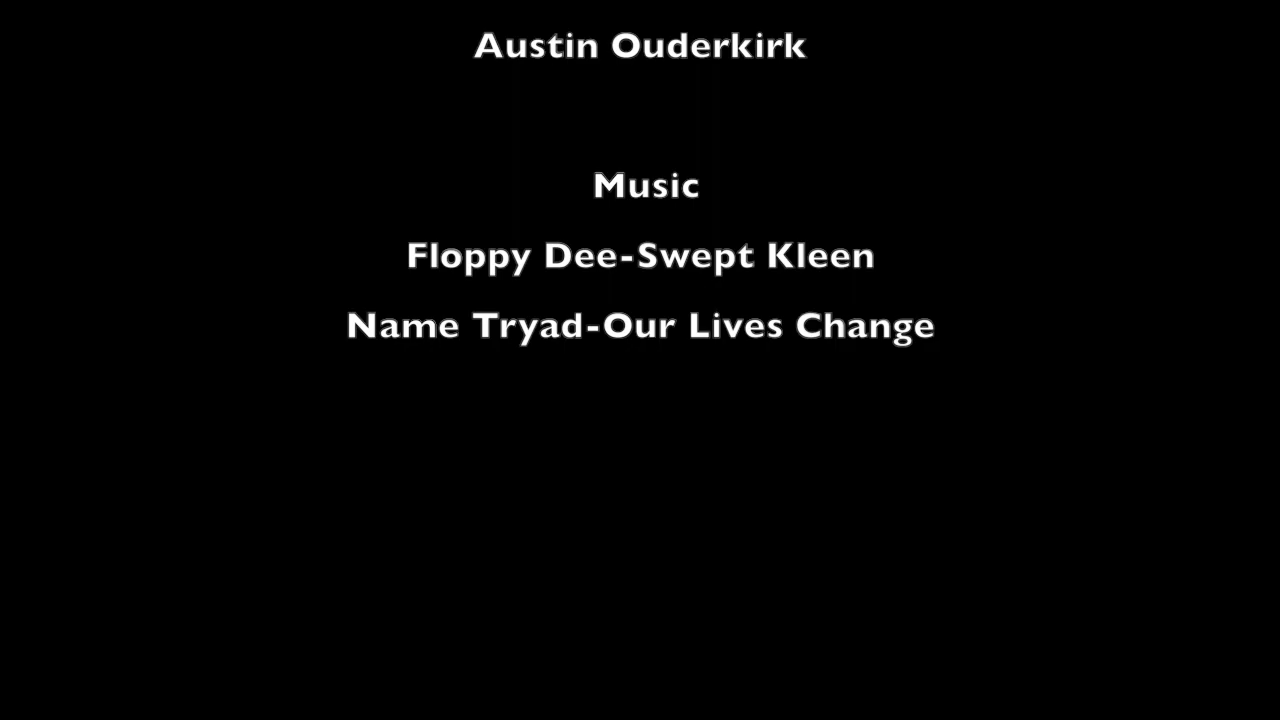 Austin Ouderkirk
Music
Floppy Dee-Swept Kleen
Name Tryad-Our Lives Change